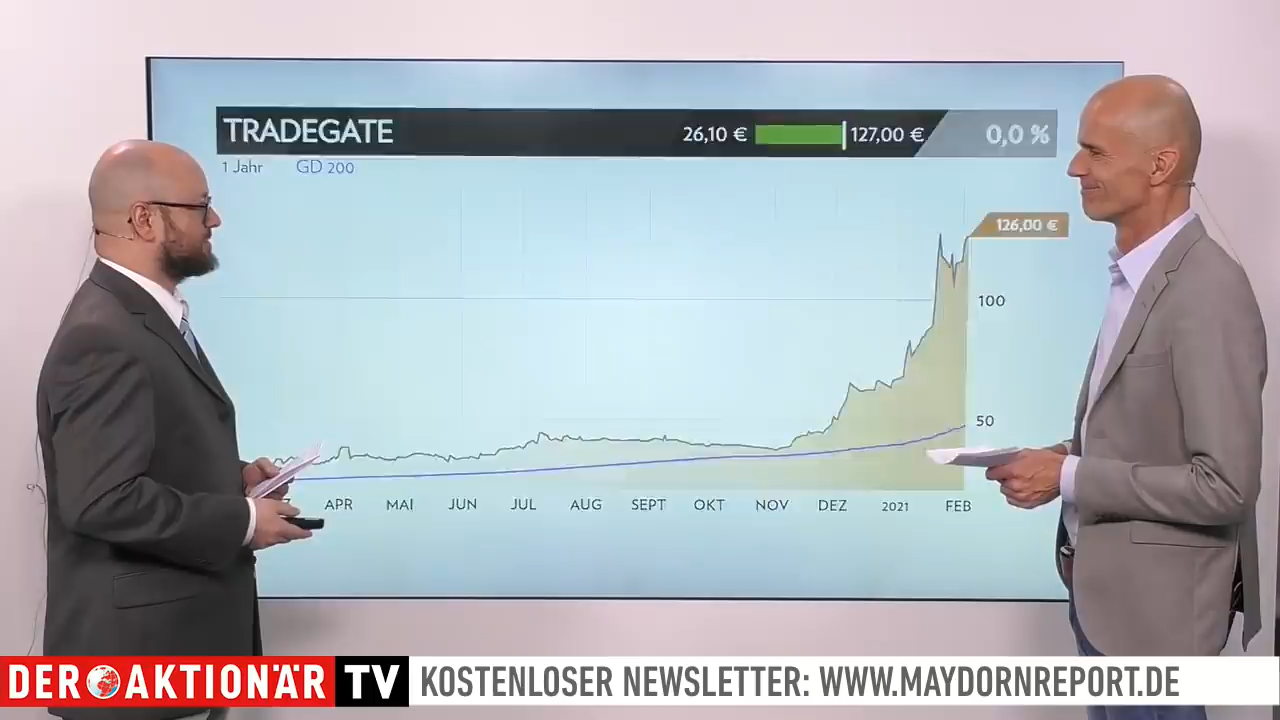 TRADEGATE
26,10 € 127,00 € 0,0 %
1 Jahr GD 200
126,00 €
100
50
APR MAI JUN JUL AUG SEPT OKT NOV DEZ 2021 FEB
DER AKTIONÄR TV KOSTENLOSER NEWSLETTER: WWW.MAYDORNREPORT.DE